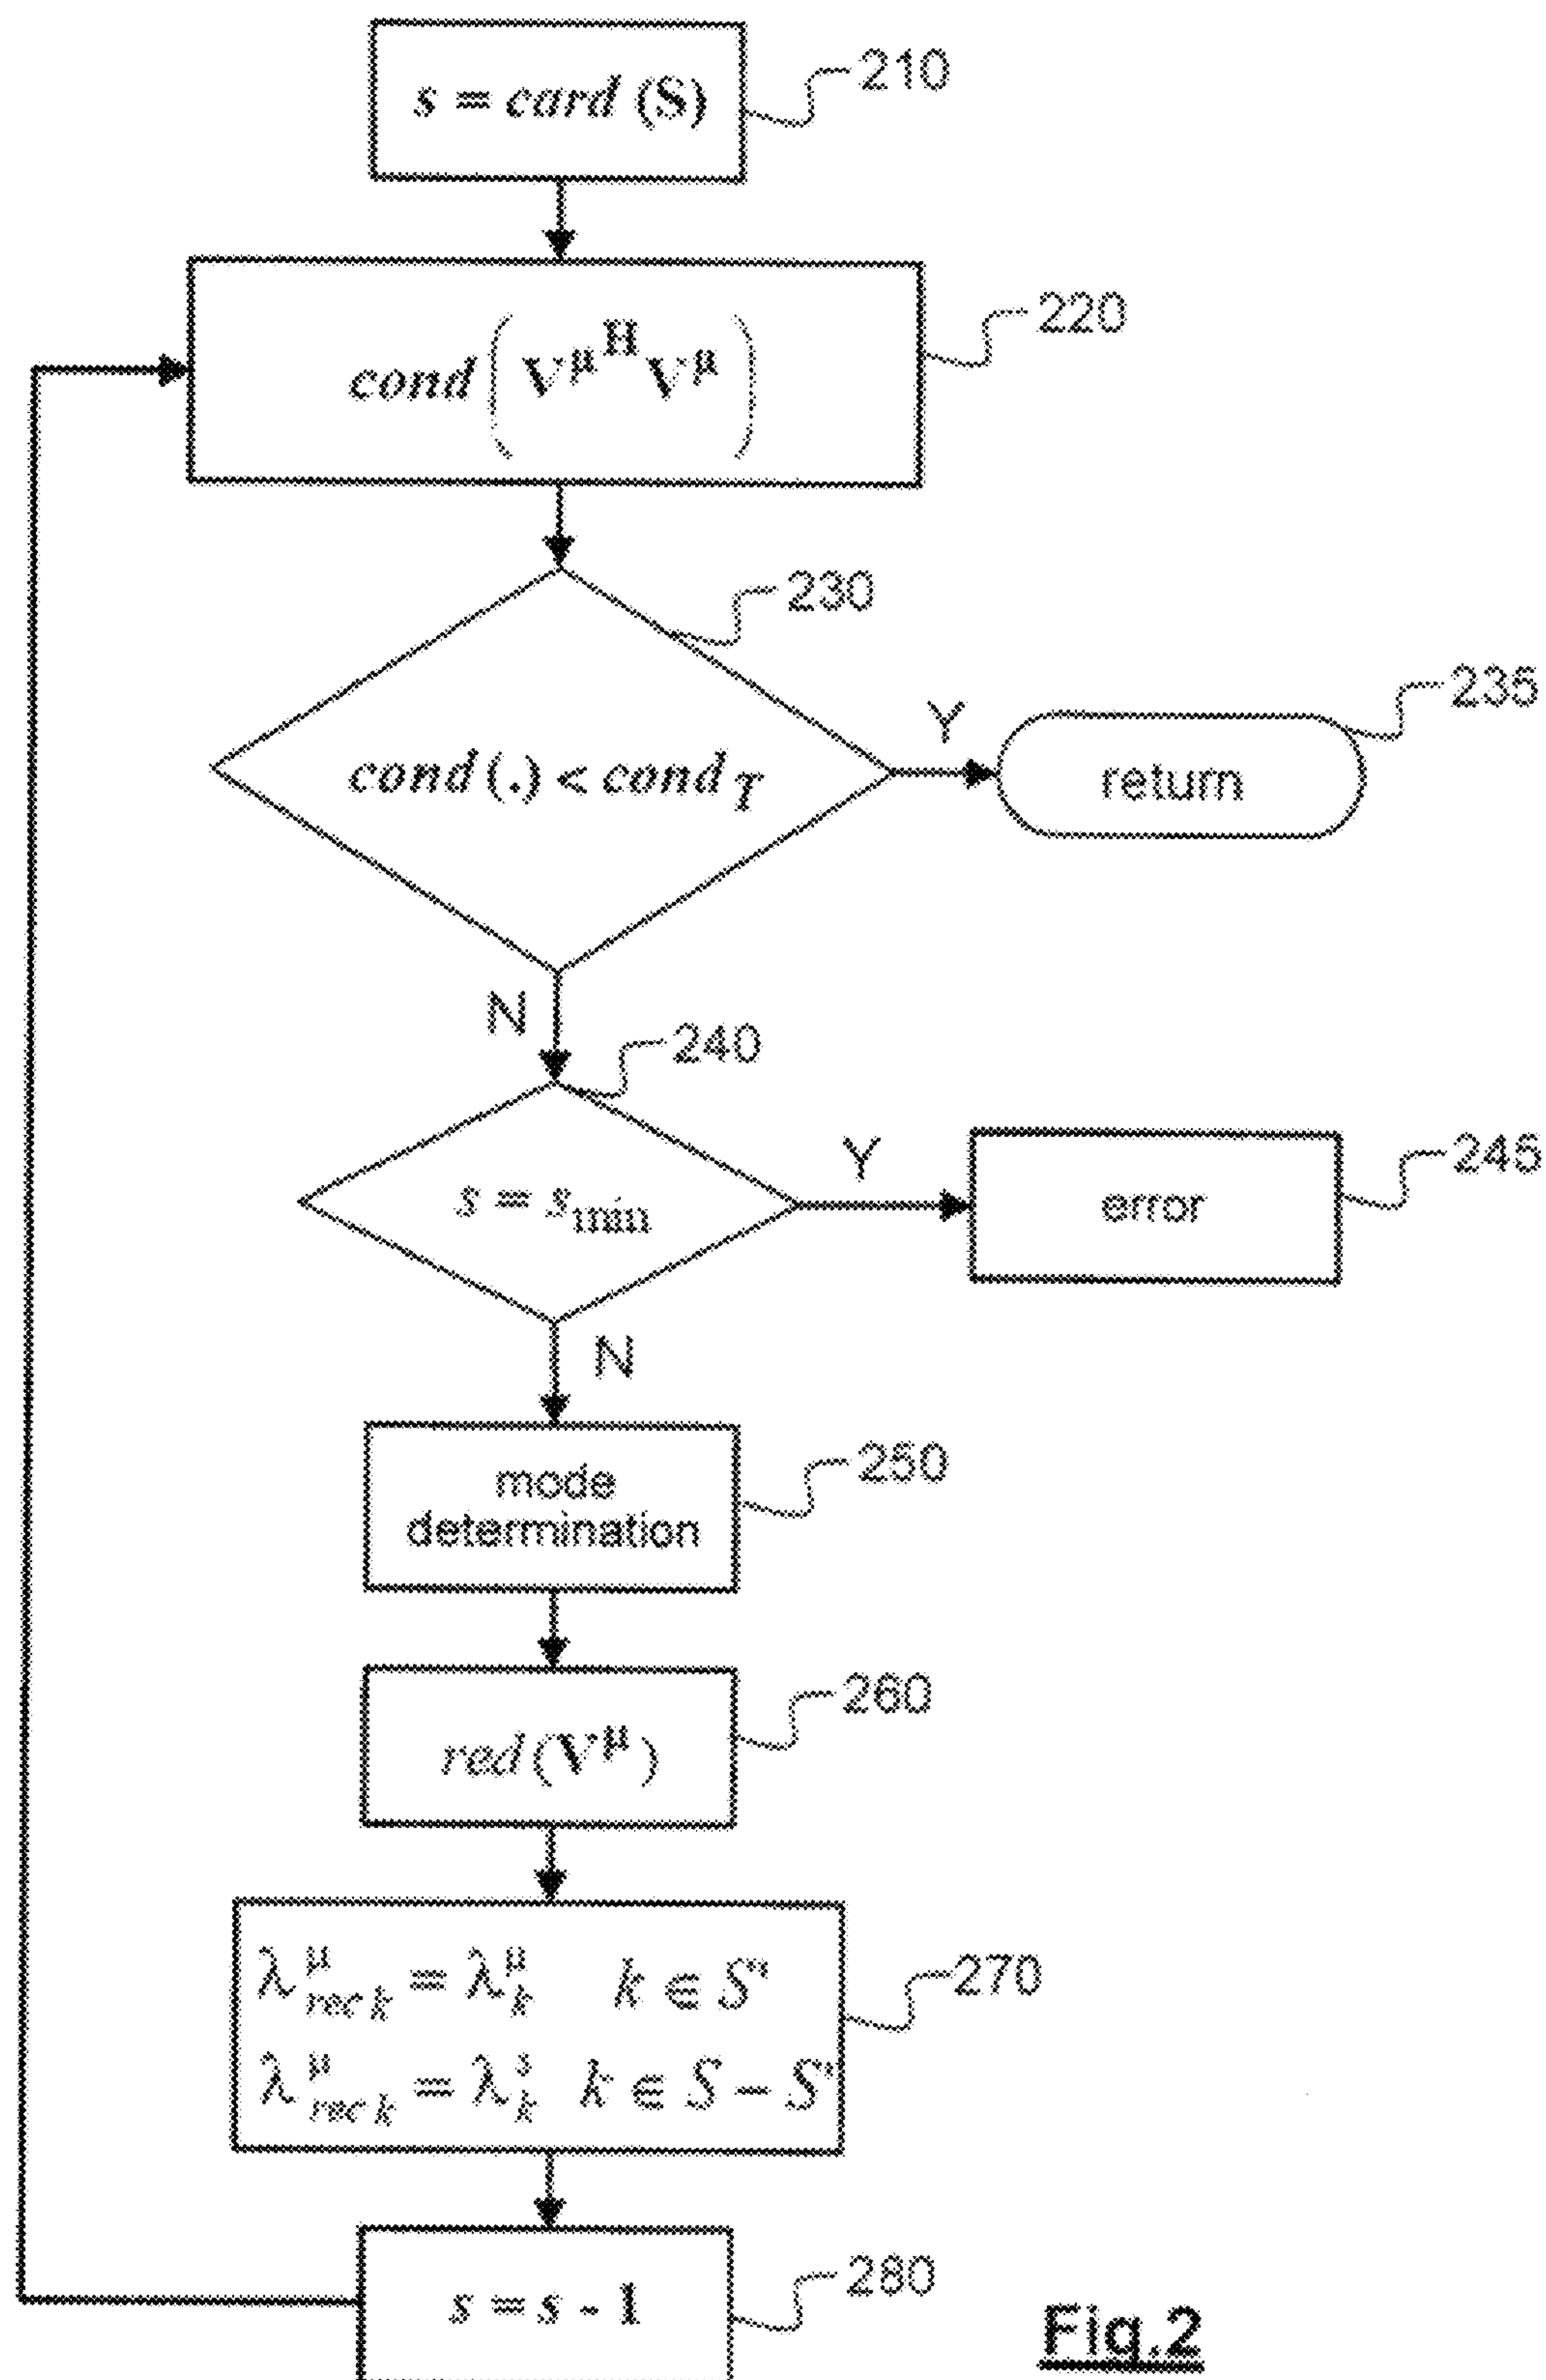 s = card (S)
210
cond ( V^μ^H V^μ )
220
230
cond (.) < cond_T
Y
return
235
N
240
s = s_min
Y
error
245
N
mode
determination
250
red (V^μ)
260
λ^μ_rec k = λ^μ_k k ∈ S'
λ^μ_rec k = λ^s_k k ∈ S - S'
270
s = s - 1
280
Fig.2